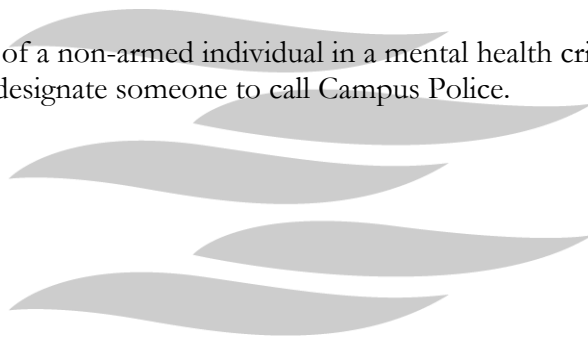 of a non-armed individual in a mental health cri
designate someone to call Campus Police.